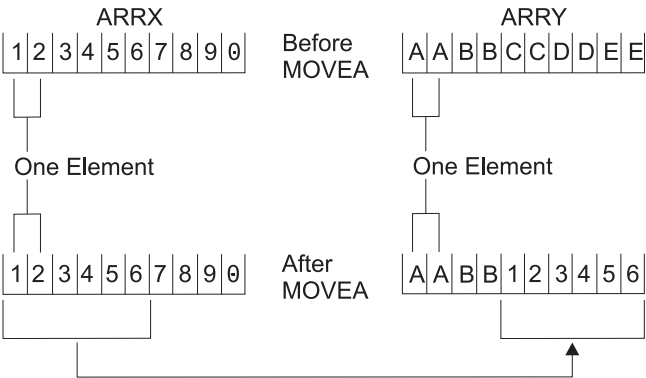 ARRX ARRY
1 2 3 4 5 6 7 8 9 0 Before MOVEA A A B B C C D D E E
One Element One Element
1 2 3 4 5 6 7 8 9 0 After MOVEA A A B B 1 2 3 4 5 6